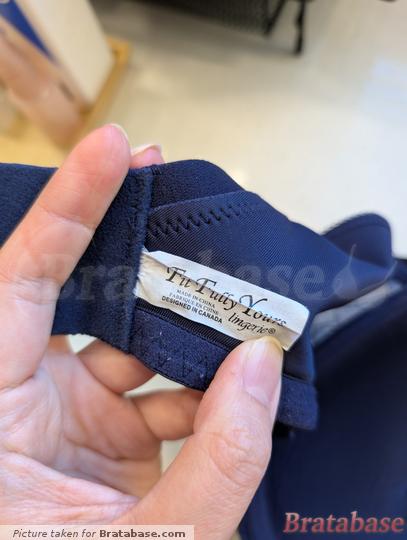 Fit Fully Yours
lingerie®
MADE IN CHINA
FABRIQUÉ EN CHINE
DESIGNED IN CANADA
Bratabase
Bratabase
Picture taken for Bratabase.com